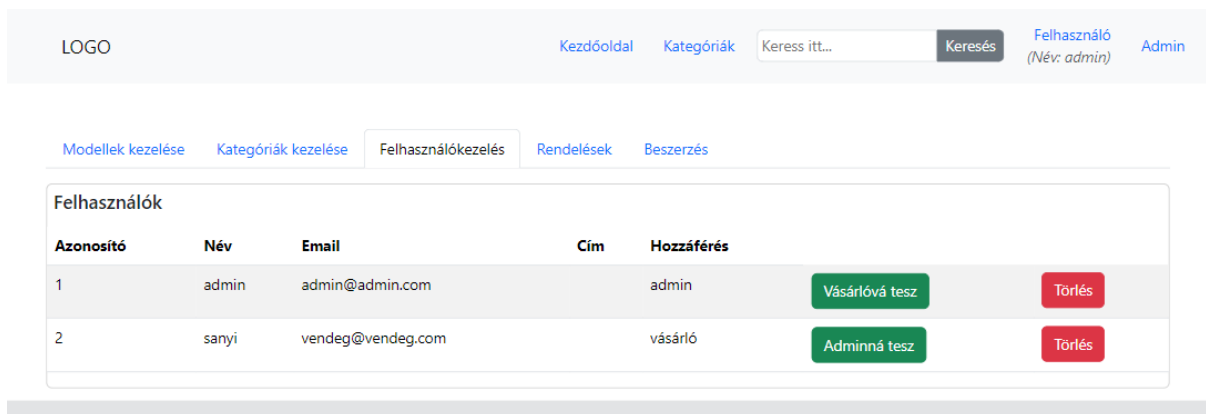 LOGO
Kezdőoldal Kategóriák Keress itt... Keresés Felhasználó Admin
(Név: admin)
Modellek kezelése Kategóriák kezelése Felhasználókezelés Rendelések Beszerzés
Felhasználók
Azonosító Név Email Cím Hozzáférés
1 admin admin@admin.com admin Vásárlóvá tesz Törlés
2 sanyi vendeg@vendeg.com vásárló Adminná tesz Törlés